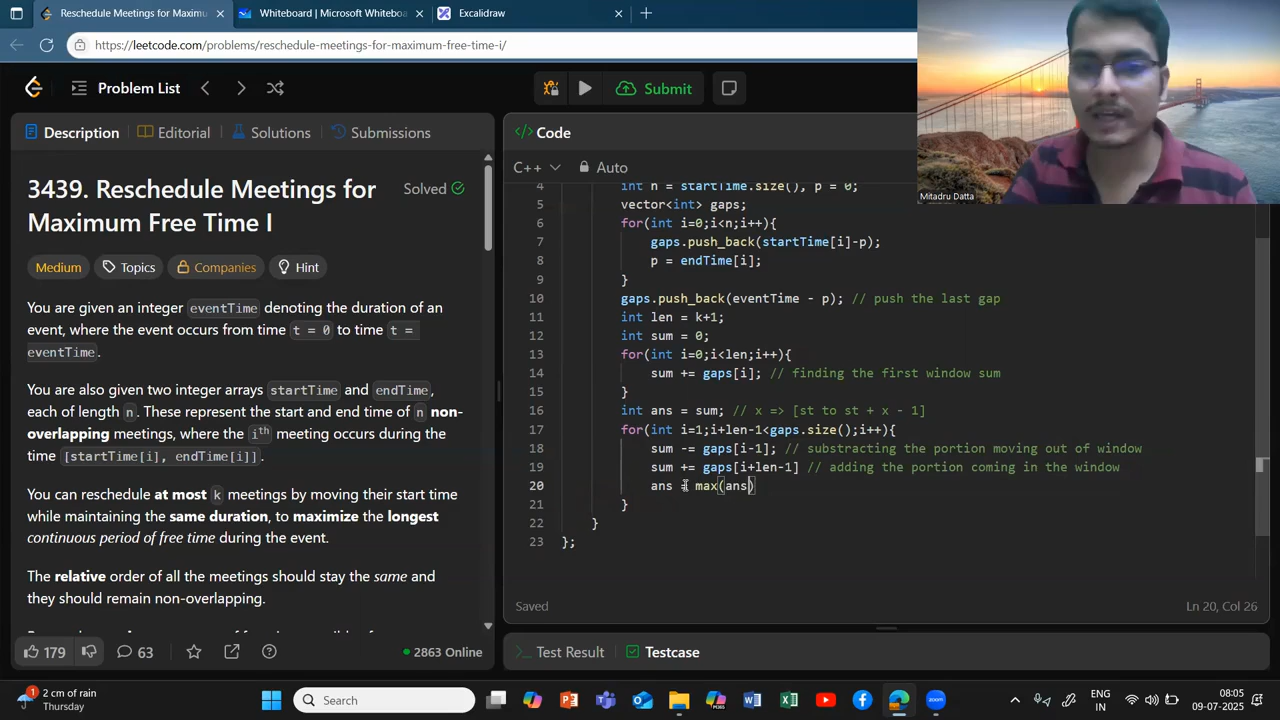 Reschedule Meetings for Maximu
Whiteboard | Microsoft Whiteboa
Excalidraw
https://leetcode.com/problems/reschedule-meetings-for-maximum-free-time-i/
Problem List
Submit
Description
Editorial
Solutions
Submissions
3439. Reschedule Meetings for
Maximum Free Time I
Solved
Medium
Topics
Companies
Hint
You are given an integer eventTime denoting the duration of an
event, where the event occurs from time t = 0 to time t =
eventTime.
You are also given two integer arrays startTime and endTime,
each of length n. These represent the start and end time of n non-
overlapping meetings, where the ith meeting occurs during the
time [startTime[i], endTime[i]].
You can reschedule at most k meetings by moving their start
time while maintaining the same duration, to maximize the longest
continuous period of free time during the event.
The relative order of all the meetings should stay the same and
they should remain non-overlapping.
179
63
2863 Online
</> Code
C++
Auto
4 int n = startTime.size(), p = 0;
5 vector<int> gaps;
6 for(int i=0;i<n;i++){
7 gaps.push_back(startTime[i]-p);
8 p = endTime[i];
9 }
10 gaps.push_back(eventTime - p); // push the last gap
11 int len = k+1;
12 int sum = 0;
13 for(int i=0;i<len;i++){
14 sum += gaps[i]; // finding the first window sum
15 }
16 int ans = sum; // x => [st to st + x - 1]
17 for(int i=1;i+len-1<gaps.size();i++){
18 sum -= gaps[i-1]; // substracting the portion moving out of window
19 sum += gaps[i+len-1] // adding the portion coming in the window
20 ans = max(ans)
21 }
22 }
23 };
Saved
Ln 20, Col 26
Test Result
Testcase
Mitadru Datta
1
2 cm of rain
Thursday
Search
M365
zoom
ENG
IN
08:05
09-07-2025